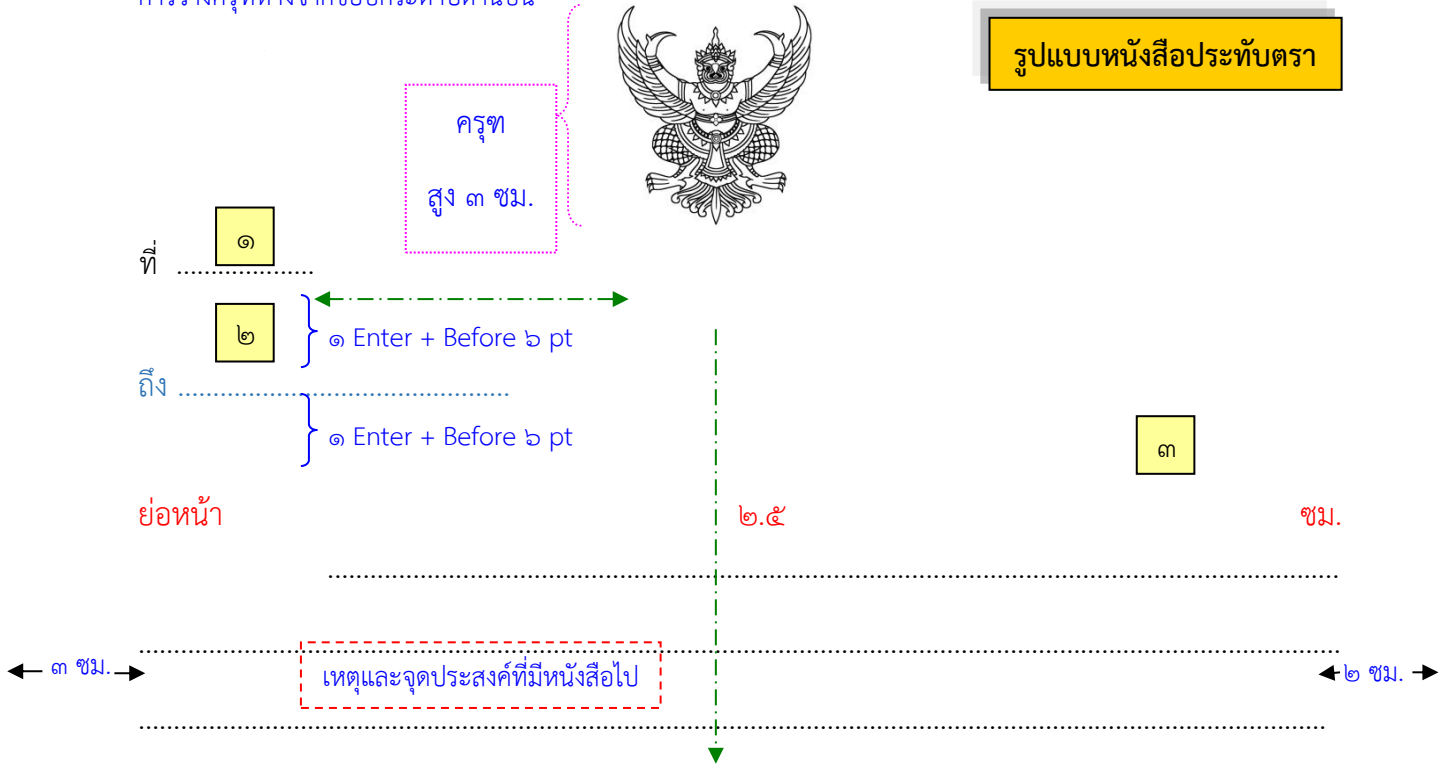 รูปแบบหนังสือประทับตรา
ครุฑ
สูง ๓ ซม.
๑
ที่ ....................
๒
๑ Enter + Before ๖ pt
ถึง ...............................................
๑ Enter + Before ๖ pt
๓
ย่อหน้า ๒.๕ ซม.
................................................................................................................................................
๓ ซม.
เหตุและจุดประสงค์ที่มีหนังสือไป
๒ ซม.